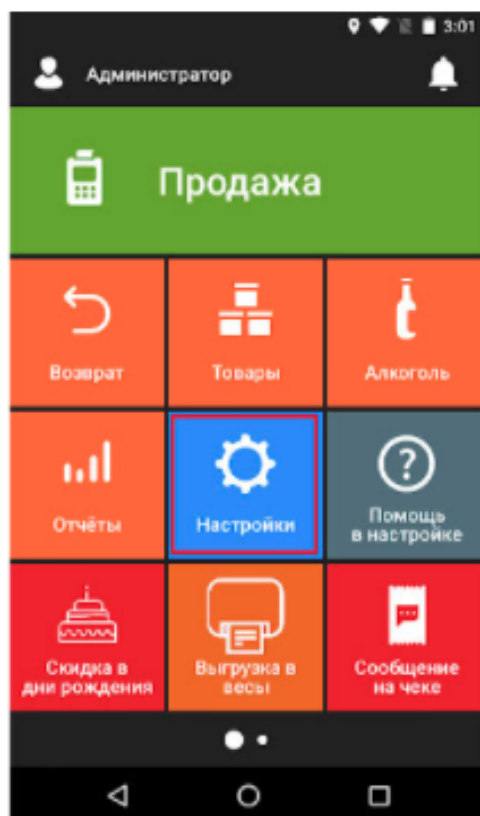 3:01
Администратор
Продажа
Возврат
Товары
Алкоголь
Отчёты
Настройки
Помощь
в настройке
Скидка в
дни рождения
Выгрузка в
весы
Сообщение
на чеке